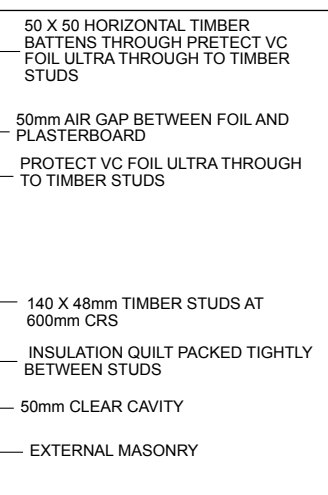 50 X 50 HORIZONTAL TIMBER
BATTENS THROUGH PRETECT VC
FOIL ULTRA THROUGH TO TIMBER
STUDS
50mm AIR GAP BETWEEN FOIL AND
PLASTERBOARD
PROTECT VC FOIL ULTRA THROUGH
TO TIMBER STUDS
140 X 48mm TIMBER STUDS AT
600mm CRS
INSULATION QUILT PACKED TIGHTLY
BETWEEN STUDS
50mm CLEAR CAVITY
EXTERNAL MASONRY